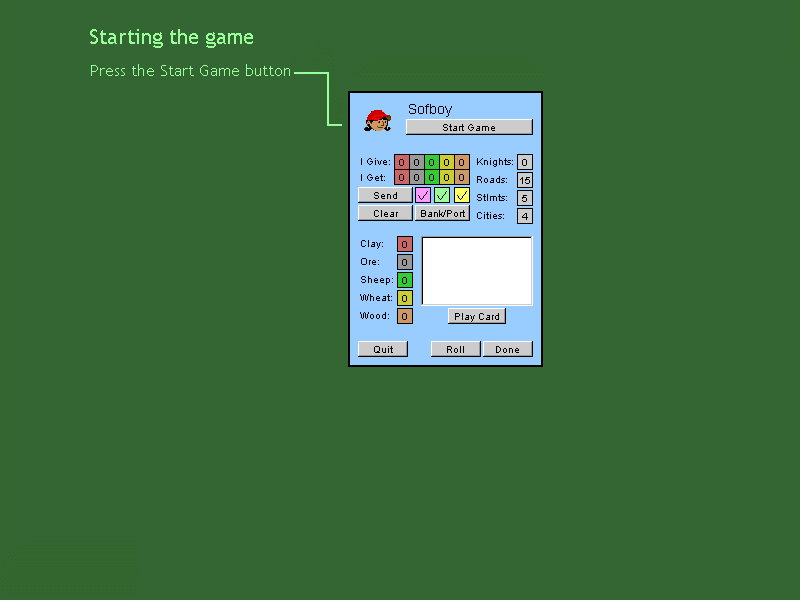 Starting the game
Press the Start Game button
Sofboy
Start Game
I Give: 0 0 0 0 0 Knights: 0
I Get: 0 0 0 0 0 Roads: 15
Send Stlmts: 5
Clear Bank/Port Cities: 4
Clay: 0
Ore: 0
Sheep: 0
Wheat: 0
Wood: 0 Play Card
Quit Roll Done